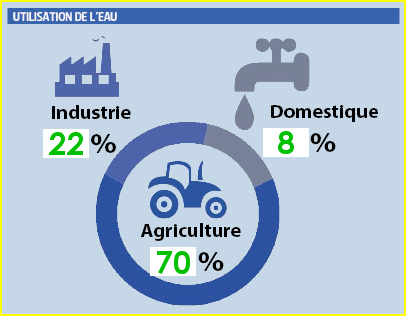 UTILISATION DE L'EAU
Industrie
22 %
Domestique
8 %
Agriculture
70 %